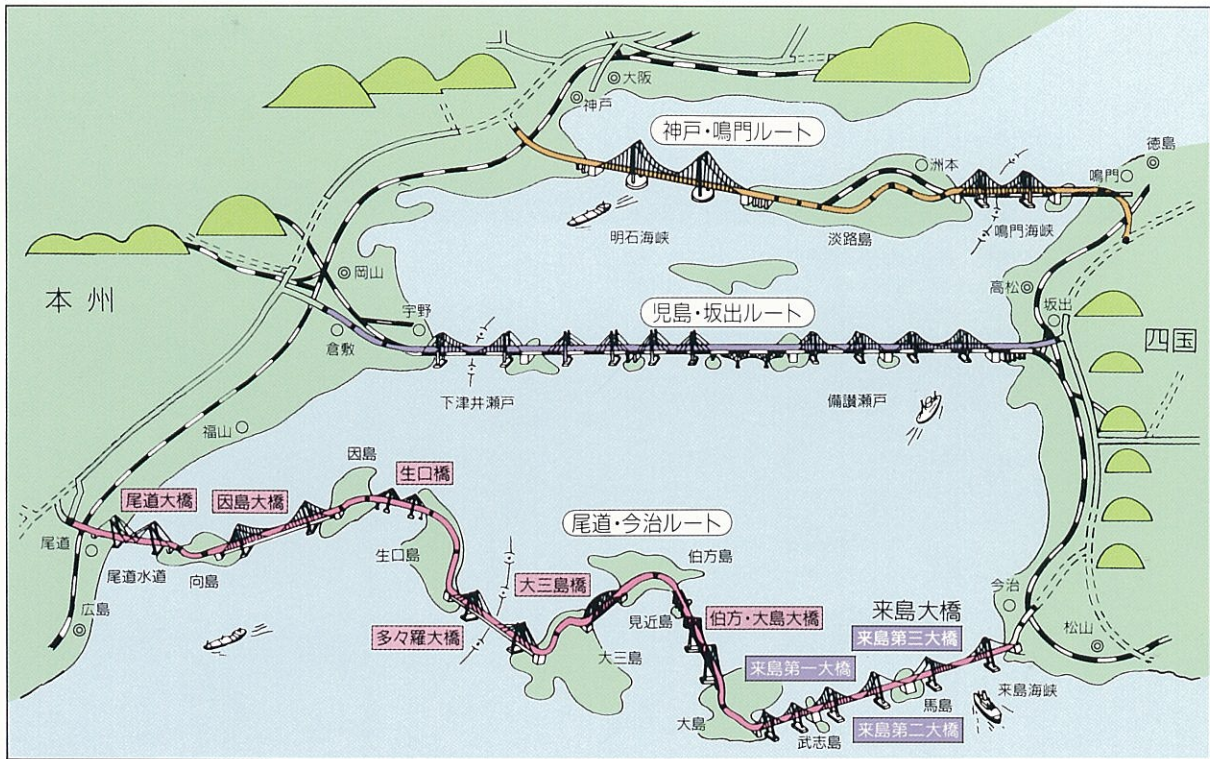 大阪
神戸
神戸・鳴門ルート
徳島
洲本
鳴門
明石海峡
淡路島
鳴門海峡
岡山
高松
本州
宇野
児島・坂出ルート
坂出
倉敷
四国
下津井瀬戸
備讃瀬戸
福山
因島
生口橋
尾道大橋
因島大橋
尾道・今治ルート
尾道
生口島
伯方島
尾道水道
向島
大三島橋
今治
広島
見近島
伯方・大島大橋
来島大橋
多々羅大橋
来島第三大橋
松山
大三島
来島第一大橋
来島海峡
馬島
大島
来島第二大橋
武志島